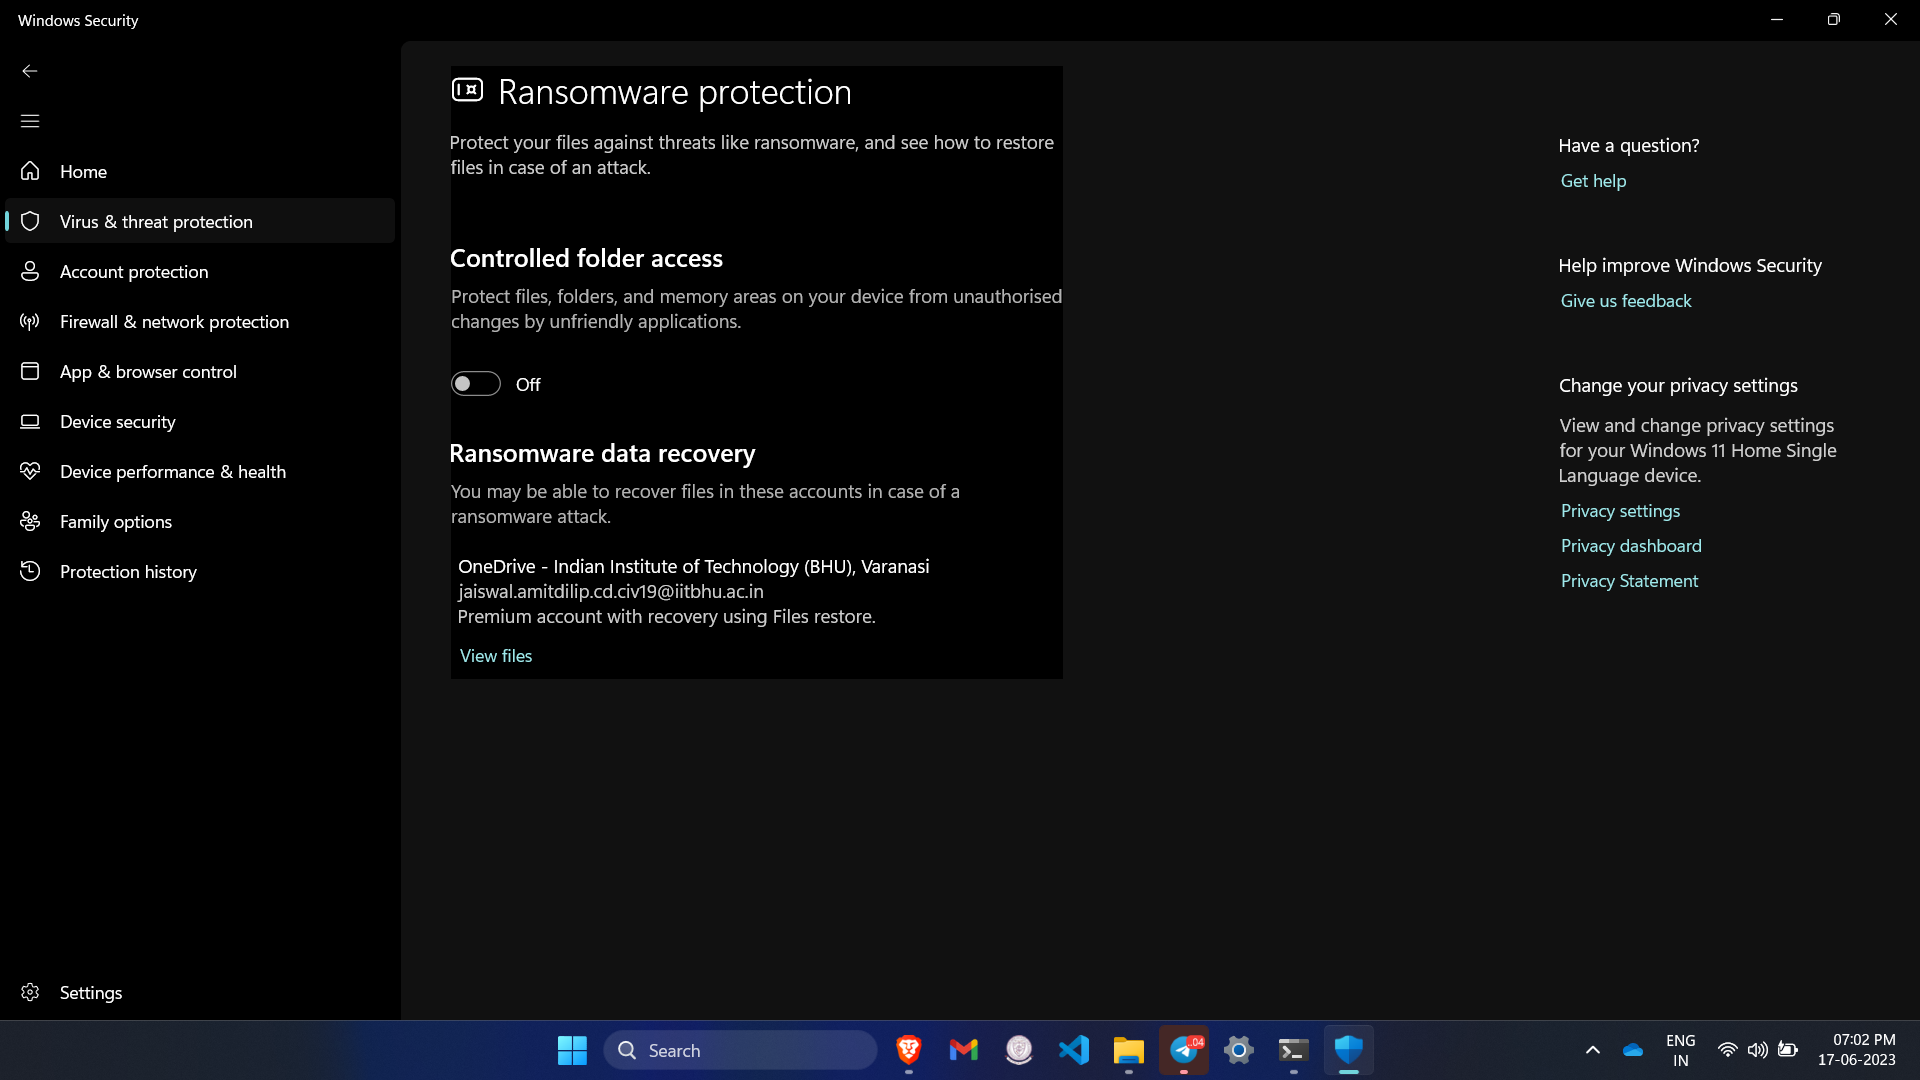 Windows Security
Home
Virus & threat protection
Account protection
Firewall & network protection
App & browser control
Device security
Device performance & health
Family options
Protection history
Settings
Ransomware protection
Protect your files against threats like ransomware, and see how to restore
files in case of an attack.
Controlled folder access
Protect files, folders, and memory areas on your device from unauthorised
changes by unfriendly applications.
Off
Ransomware data recovery
You may be able to recover files in these accounts in case of a
ransomware attack.
OneDrive - Indian Institute of Technology (BHU), Varanasi
jaiswal.amitdilip.cd.civ19@iitbhu.ac.in
Premium account with recovery using Files restore.
View files
Have a question?
Get help
Help improve Windows Security
Give us feedback
Change your privacy settings
View and change privacy settings
for your Windows 11 Home Single
Language device.
Privacy settings
Privacy dashboard
Privacy Statement
Search
..04
ENG
IN
07:02 PM
17-06-2023